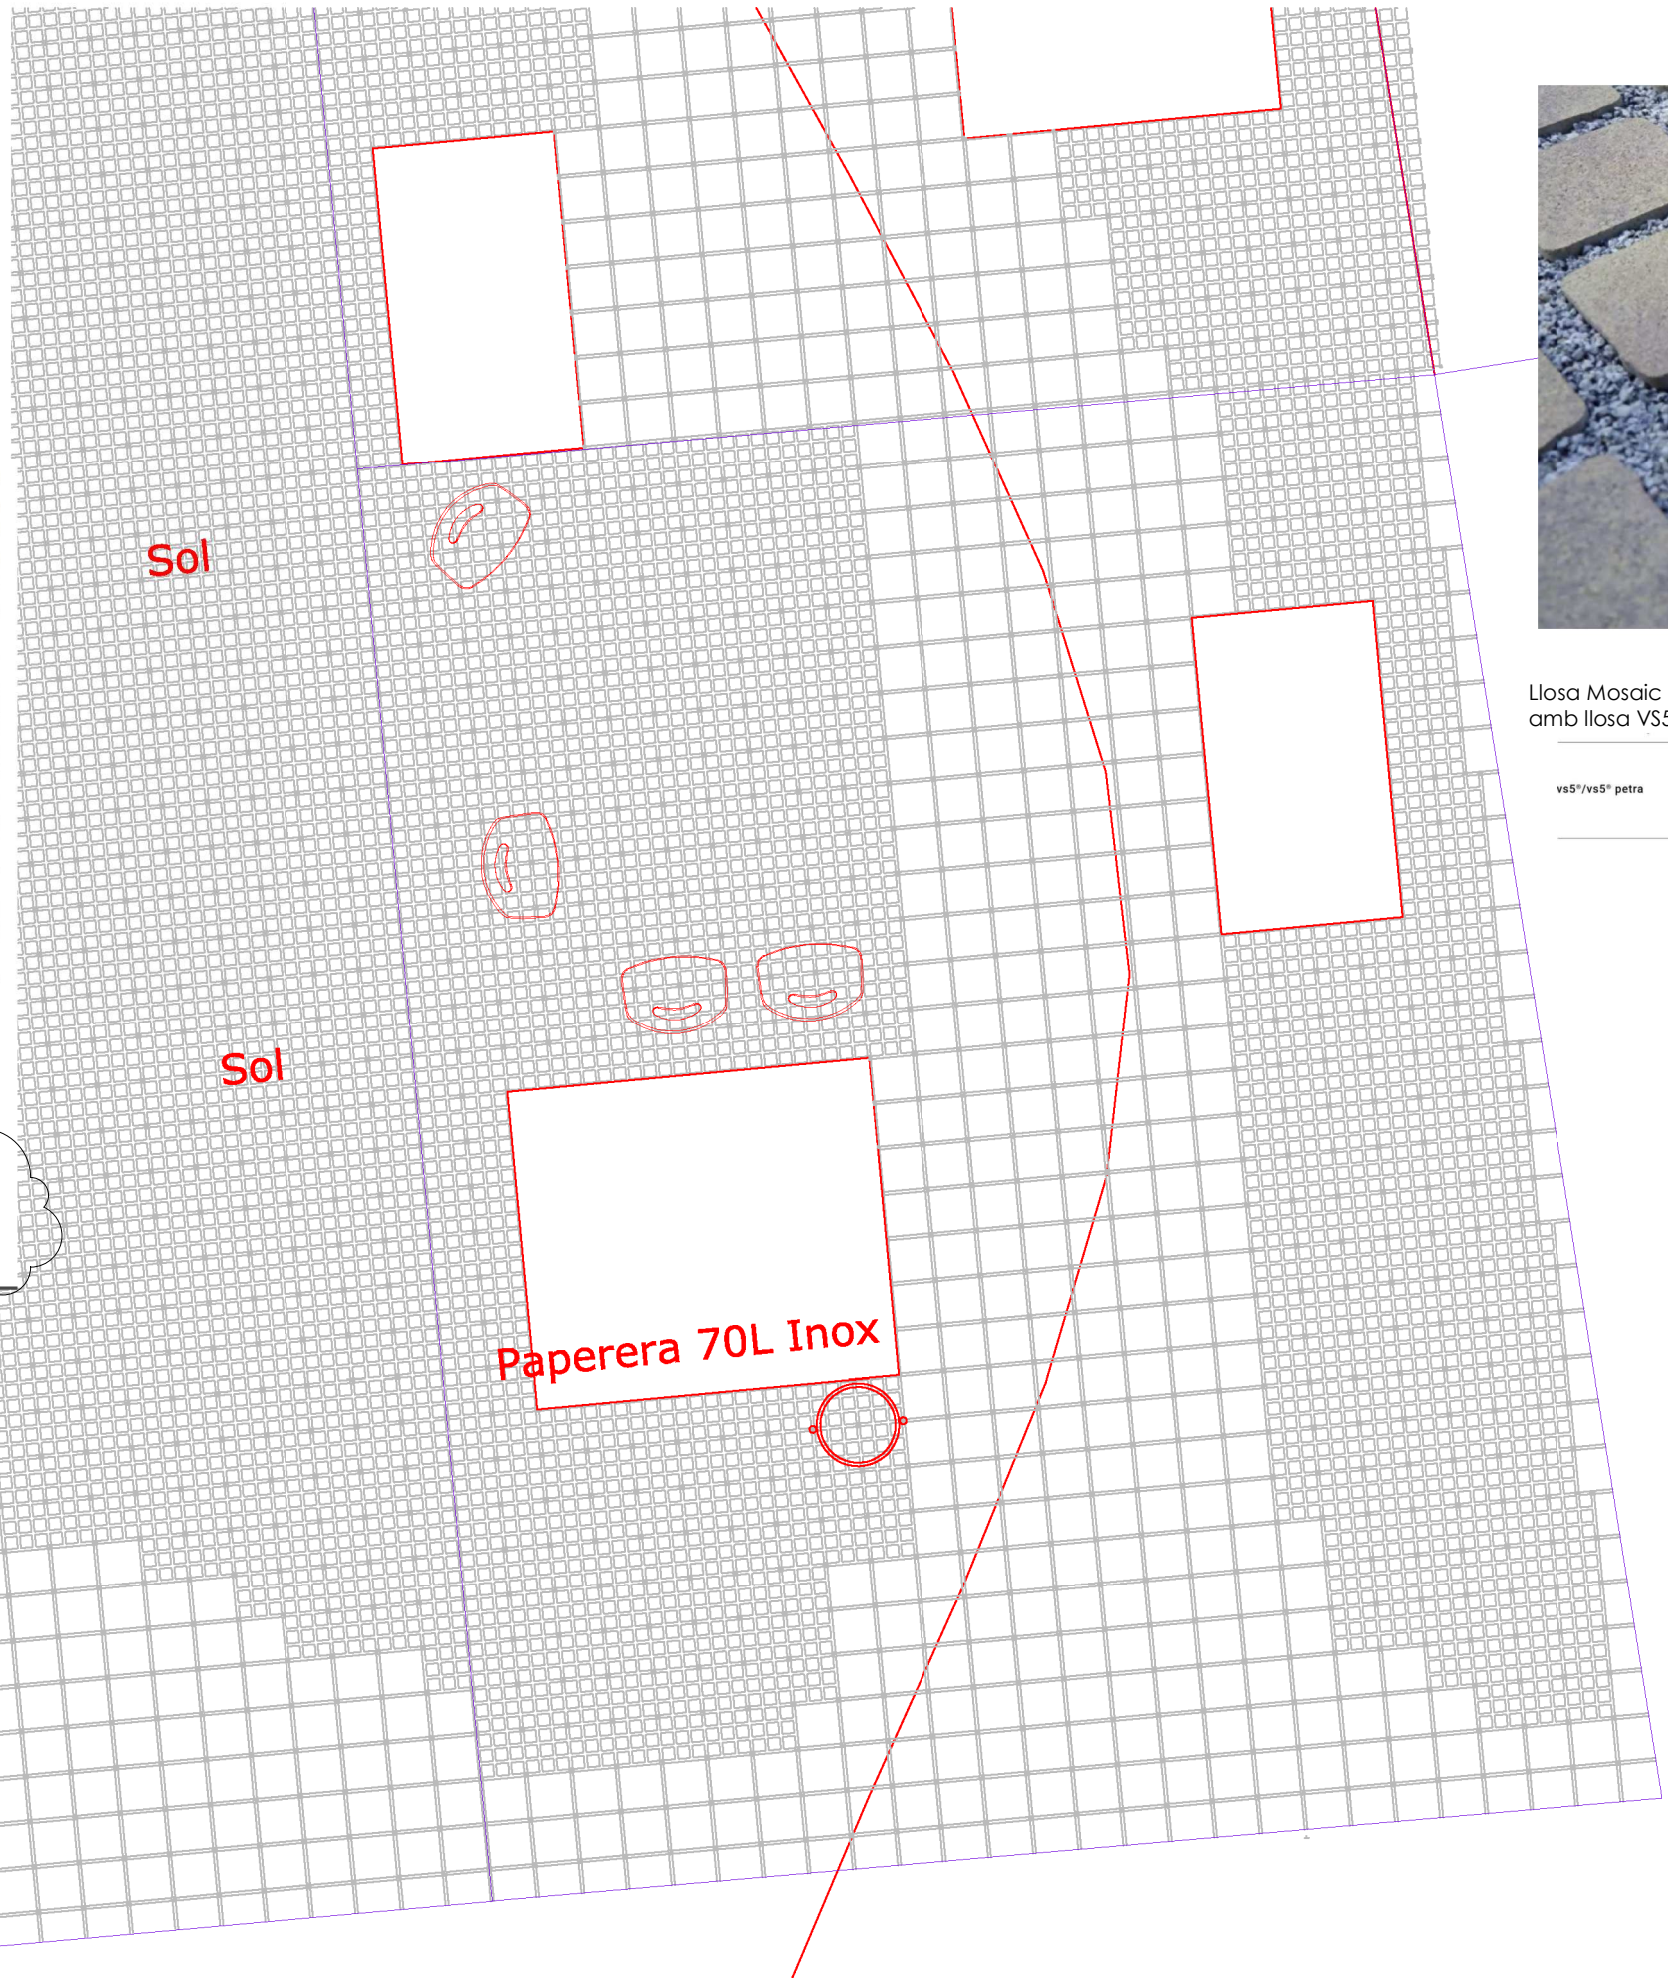 Sol
Sol
Paperera 70L Inox
Llosa Mosaic
amb llosa VS5
vs5®/vs5® petra